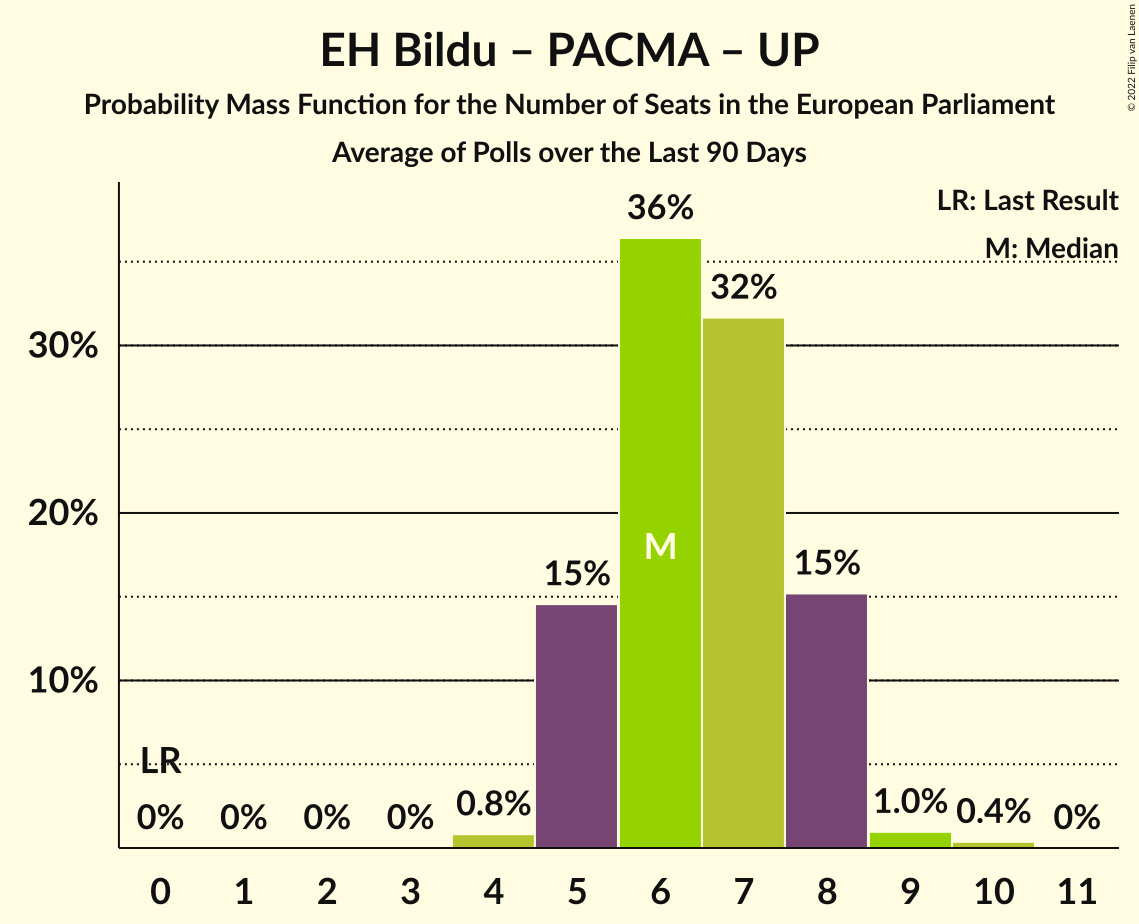 EH Bildu – PACMA – UP
Probability Mass Function for the Number of Seats in the European Parliament
Average of Polls over the Last 90 Days
© 2022 Filip van Laenen
LR: Last Result
M: Median
36%
32%
30%
20%
M
15%
15%
10%
LR
0%
0%
0%
0%
0.8%
1.0%
0.4%
0%
0 1 2 3 4 5 6 7 8 9 10 11